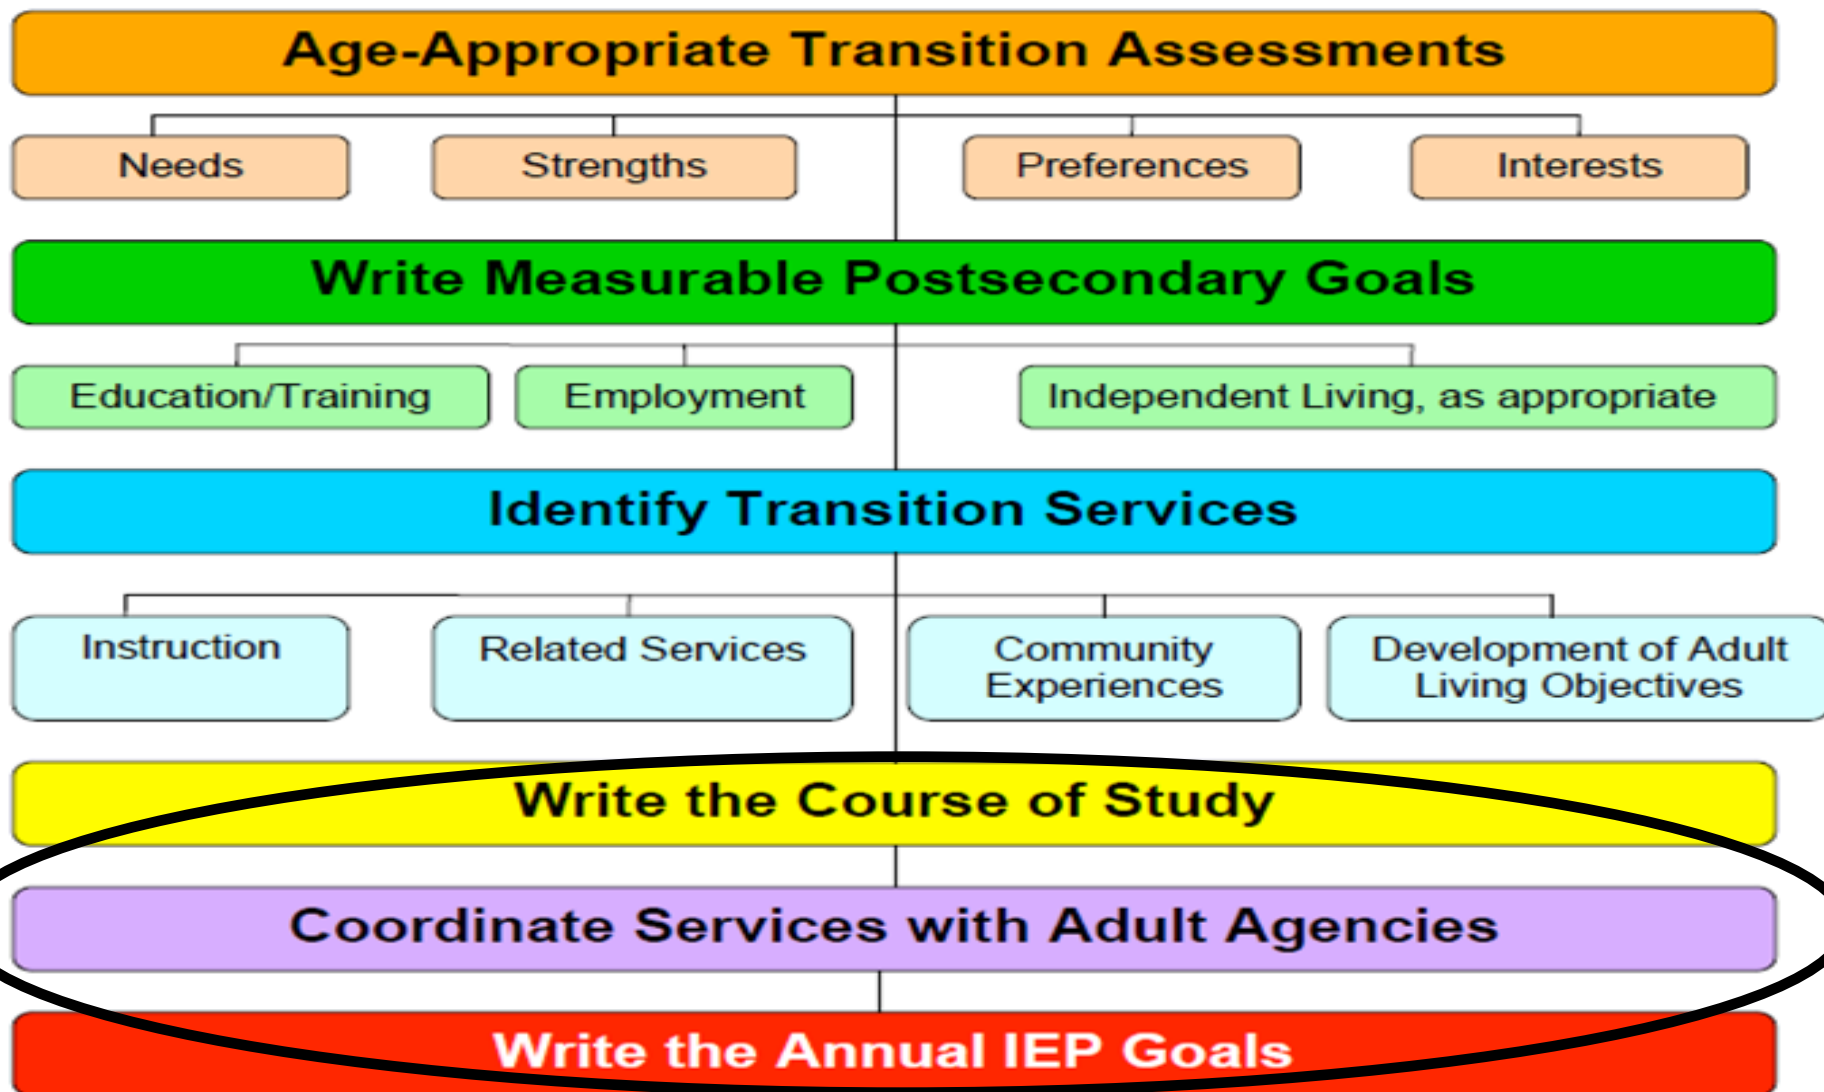 Age-Appropriate Transition Assessments
Needs
Strengths
Preferences
Interests
Write Measurable Postsecondary Goals
Education/Training
Employment
Independent Living, as appropriate
Identify Transition Services
Instruction
Related Services
Community
Experiences
Development of Adult
Living Objectives
Write the Course of Study
Coordinate Services with Adult Agencies
Write the Annual IEP Goals